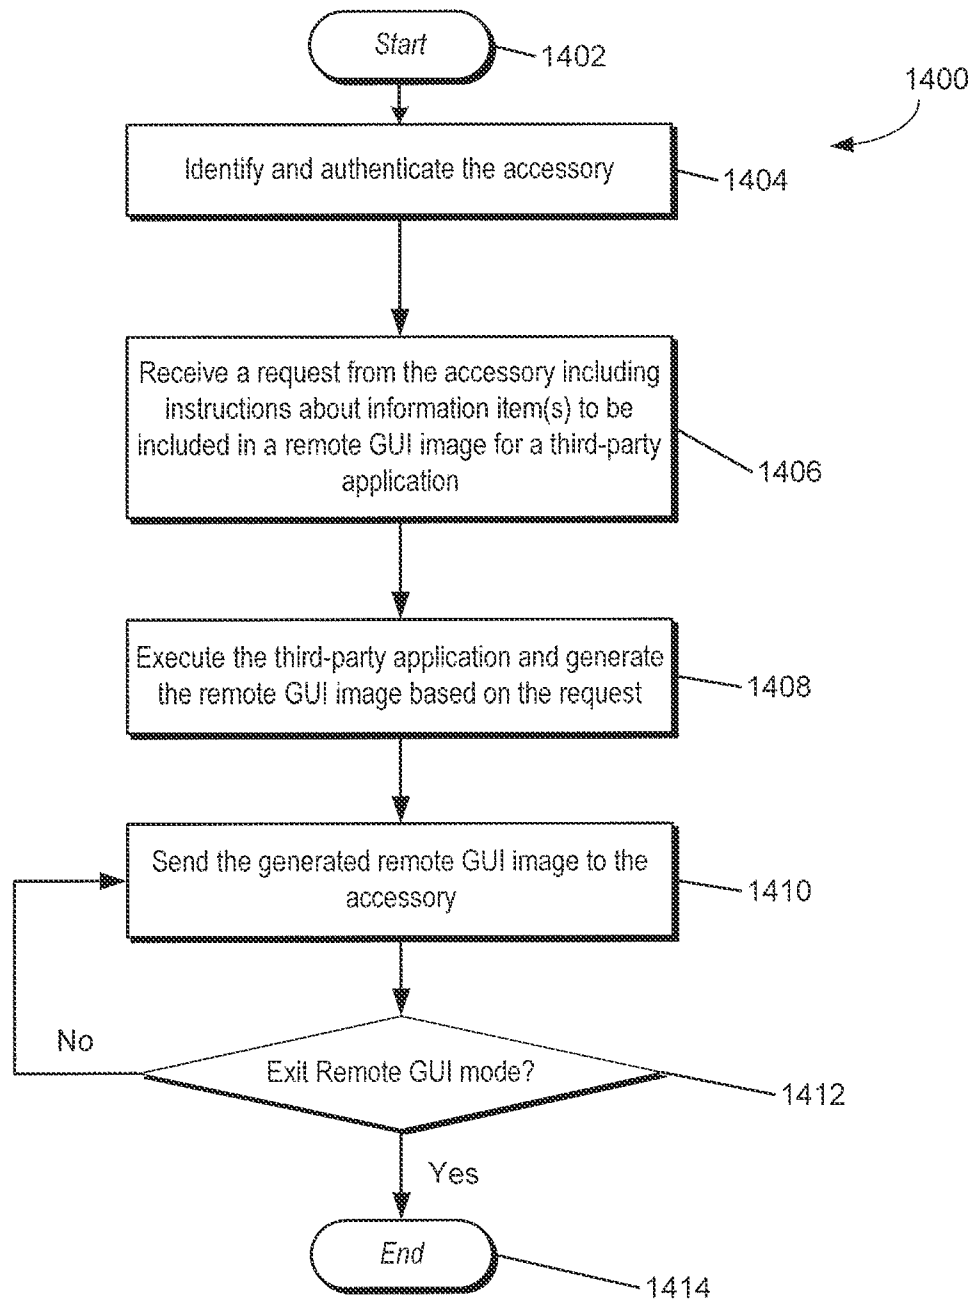 Start
1402
1400
Identify and authenticate the accessory
1404
Receive a request from the accessory including
instructions about information item(s) to be
included in a remote GUI image for a third-party
application
1406
Execute the third-party application and generate
the remote GUI image based on the request
1408
Send the generated remote GUI image to the
accessory
1410
No
Exit Remote GUI mode?
1412
Yes
End
1414